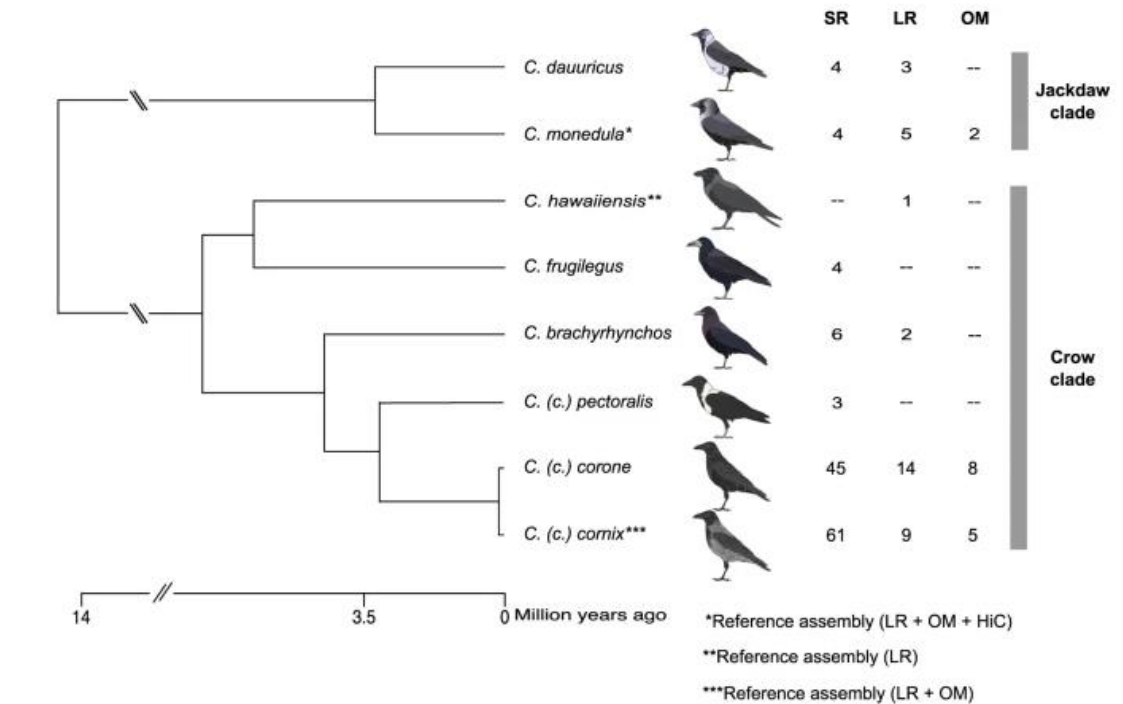 SR LR OM
C. dauuricus 4 3 --
Jackdaw
clade
C. monedula* 4 5 2
C. hawaiiensis** -- 1 --
C. frugilegus 4 -- --
C. brachyrhynchos 6 2 --
Crow
clade
C. (c.) pectoralis 3 -- --
C. (c.) corone 45 14 8
C. (c.) cornix*** 61 9 5
14 3.5 0 Million years ago
*Reference assembly (LR + OM + HiC)
**Reference assembly (LR)
***Reference assembly (LR + OM)